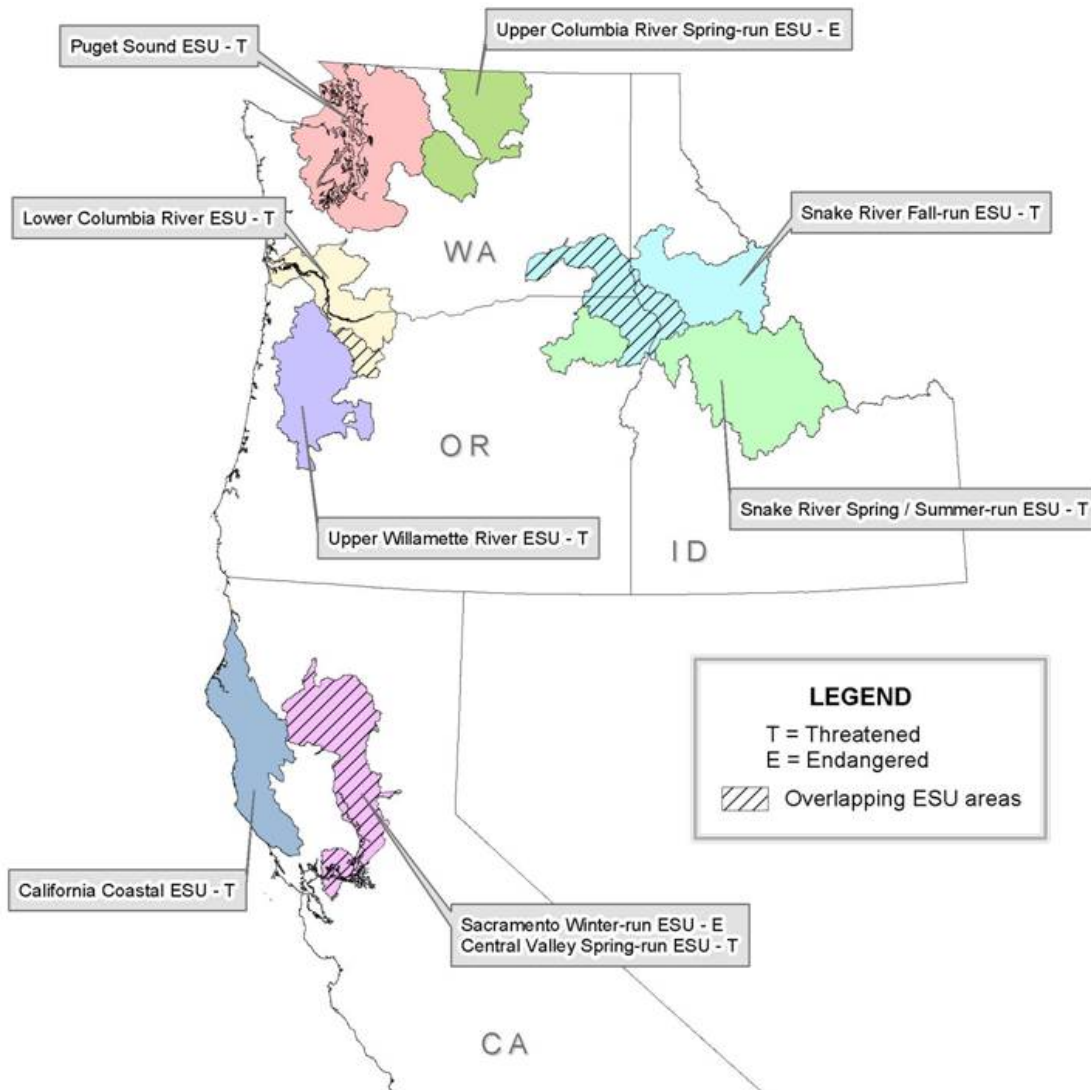 Upper Columbia River Spring-run ESU - E
Puget Sound ESU - T
Lower Columbia River ESU - T
Snake River Fall-run ESU - T
WA
OR
Snake River Spring / Summer-run ESU - T
Upper Willamette River ESU - T
ID
LEGEND
T = Threatened
E = Endangered
Overlapping ESU areas
California Coastal ESU - T
Sacramento Winter-run ESU - E
Central Valley Spring-run ESU - T
CA